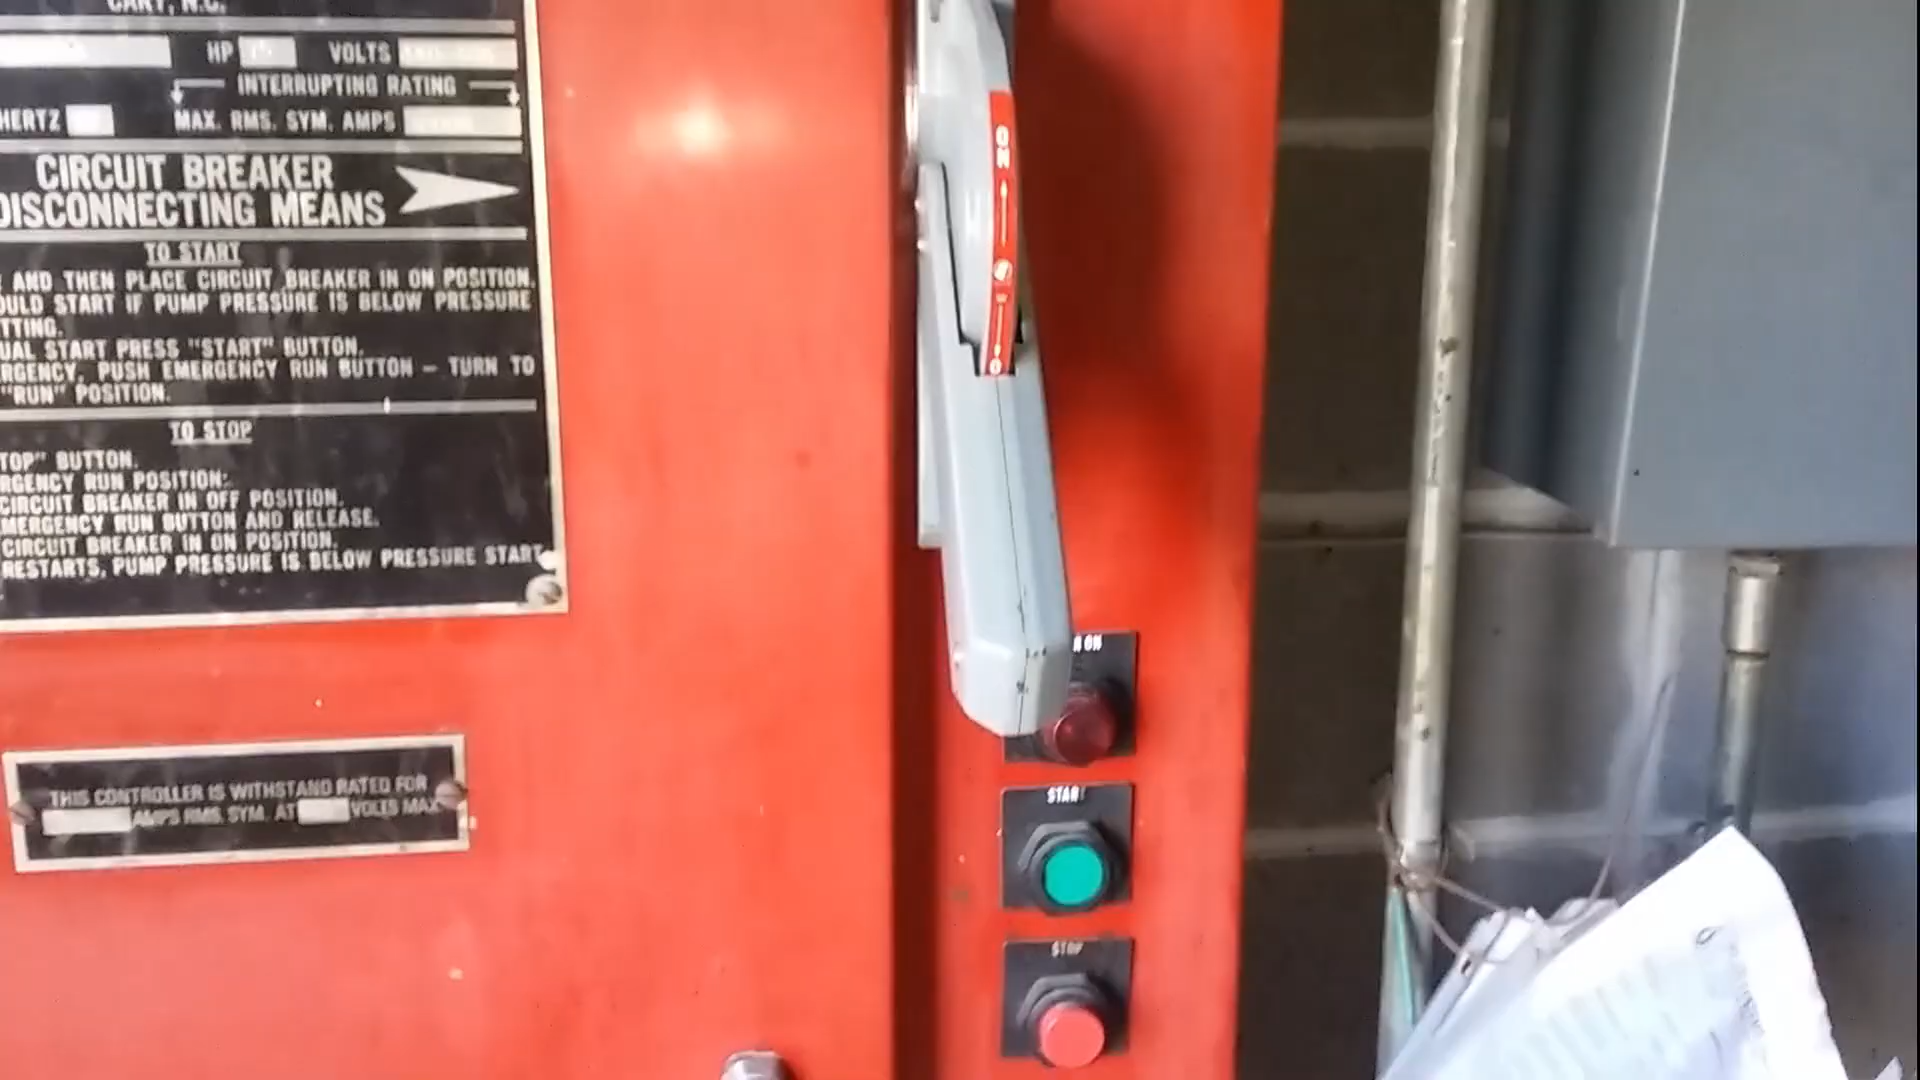 CARY, N.C.
HP VOLTS
INTERRUPTING RATING
HERTZ MAX. RMS. SYM. AMPS
CIRCUIT BREAKER
DISCONNECTING MEANS
TO START
AND THEN PLACE CIRCUIT BREAKER IN ON POSITION.
OULD START IF PUMP PRESSURE IS BELOW PRESSURE
TTING.
UAL START PRESS "START" BUTTON.
RGENCY, PUSH EMERGENCY RUN BUTTON - TURN TO
"RUN" POSITION.
TO STOP
TOP" BUTTON.
RGENCY RUN POSITION:
CIRCUIT BREAKER IN OFF POSITION.
MERGENCY RUN BUTTON AND RELEASE.
CIRCUIT BREAKER IN ON POSITION.
RESTARTS, PUMP PRESSURE IS BELOW PRESSURE START
THIS CONTROLLER IS WITHSTAND RATED FOR
AMPS RMS. SYM. AT VOLTS MAX
ON
N ON
START
STOP